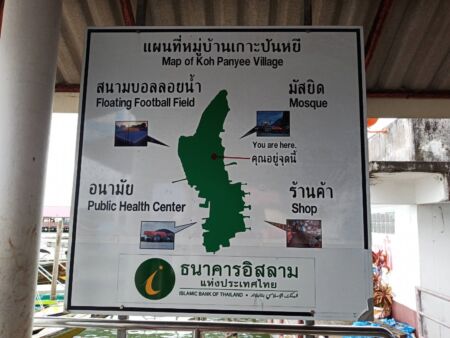 แผนที่หมู่บ้านเกาะปันหยี
Map of Koh Panyee Village
สนามบอลลอยน้ำ
Floating Football Field
มัสยิด
Mosque
You are here.
คุณอยู่จุดนี้
อนามัย
Public Health Center
ร้านค้า
Shop
ธนาคารอิสลาม
แห่งประเทศไทย
ISLAMIC BANK OF THAILAND